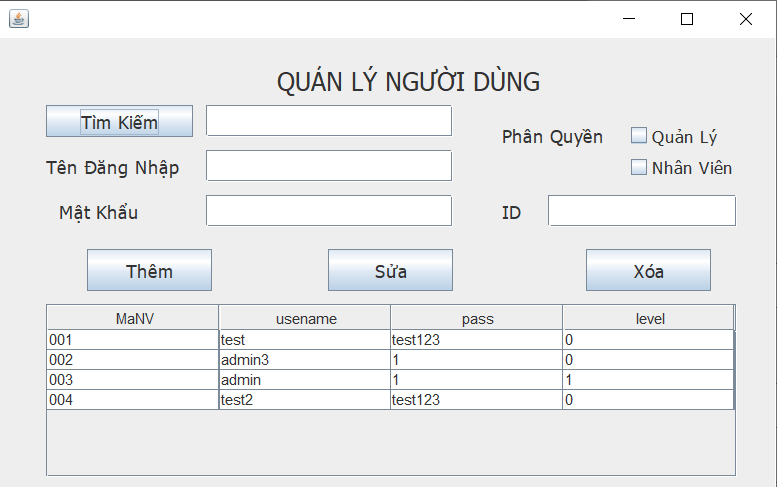 QUÁN LÝ NGƯỜI DÙNG
Tìm Kiếm
Phân Quyền Quản Lý
Tên Đăng Nhập Nhân Viên
Mật Khẩu ID
Thêm Sửa Xóa
MaNV usename pass level
001 test test123 0
002 admin3 1 0
003 admin 1 1
004 test2 test123 0